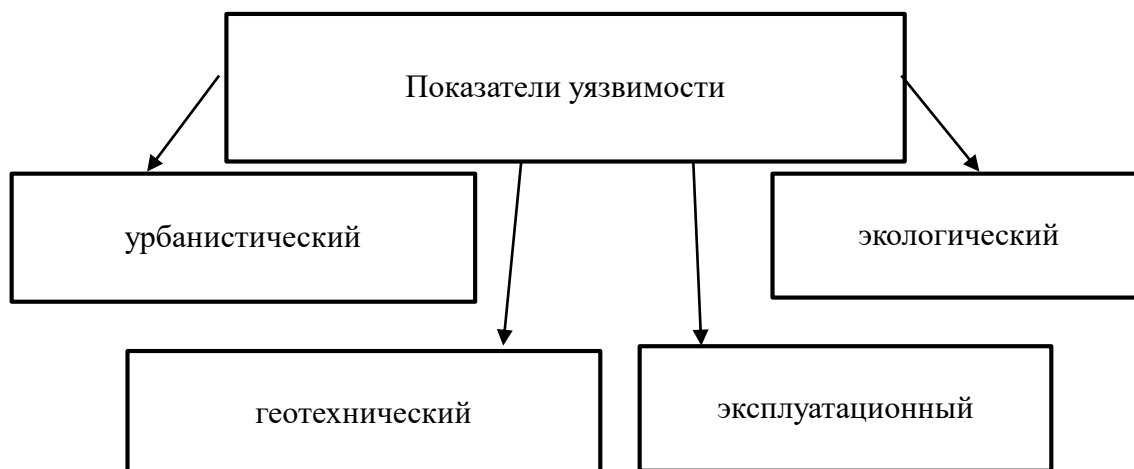 Показатели уязвимости
урбанистический
экологический
геотехнический
эксплуатационный